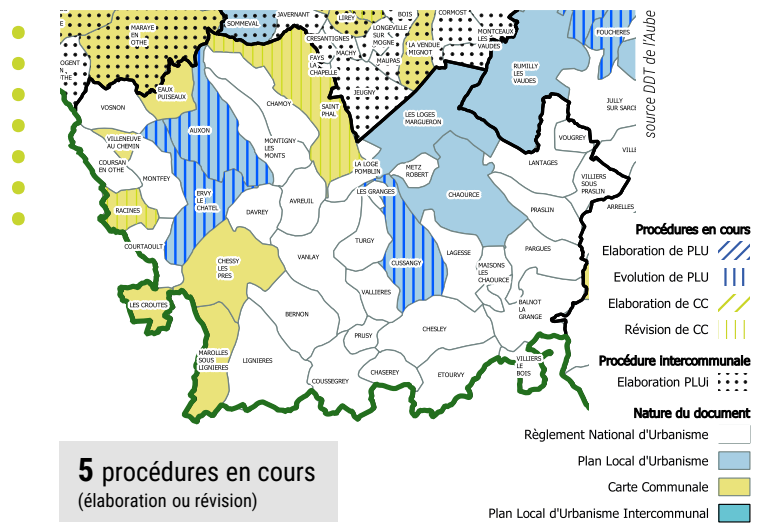 MARAYE
EN
OTHE
SOMMEVAL
JAVERNANT
LIREY
BOIS
CORMOST
CRESANTIGNES
LONGEVILLE
SUR
MOGNE
MONTCEAUX
LES
VAUDES
FOUCHERES
MACHY
MAUPAS
LA VENDUE
MIGNOT
FAYS
LA
CHAPELLE
JEUGNY
RUMILLY
LES
VAUDES
EAUX
PUISEAUX
VOSNON
CHAMOY
SAINT
PHAL
LES LOGES
MARGUERON
JULLY
SUR SARCE
AUXON
VILLENEUVE
AU CHEMIN
MONTIGNY
LES
MONTS
VOUGREY
VILLE
COURSAN
EN OTHE
MONTFEY
LA LOGE
POMBLIN
METZ
ROBERT
LANTAGES
VILLIERS
SOUS
PRASLIN
ERVY
LE
CHATEL
LES GRANGES
CHAOURCE
AVREUIL
RACINES
DAVREY
PRASLIN
ARRELLES
COURTAULT
TURGY
VANLAY
CHESSY
LES
PRES
CUSSANGY
LAGESSE
PARGUES
MAISONS
LES
CHAOURCE
LES CROUTES
VALLIERES
BALNOT
LA
GRANGE
BERNON
CHESLEY
PRUSY
MAROLLES
SOUS
LIGNIERES
LIGNIERES
VILLIERS
LE
BOIS
CHASEREY
COUSSEGREY
ETOURVY
source DDT de l'Aube
Procédures en cours
Elaboration de PLU
Evolution de PLU
Elaboration de CC
Révision de CC
Procédure Intercommunale
Elaboration PLUi
Nature du document
Règlement National d'Urbanisme
Plan Local d'Urbanisme
Carte Communale
Plan Local d'Urbanisme Intercommunal
5 procédures en cours
(élaboration ou révision)